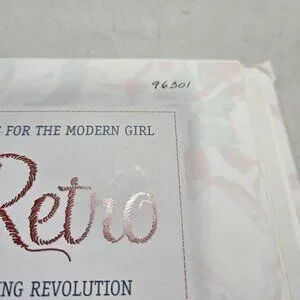 96301
FOR THE MODERN GIRL
Retro
ING REVOLUTION